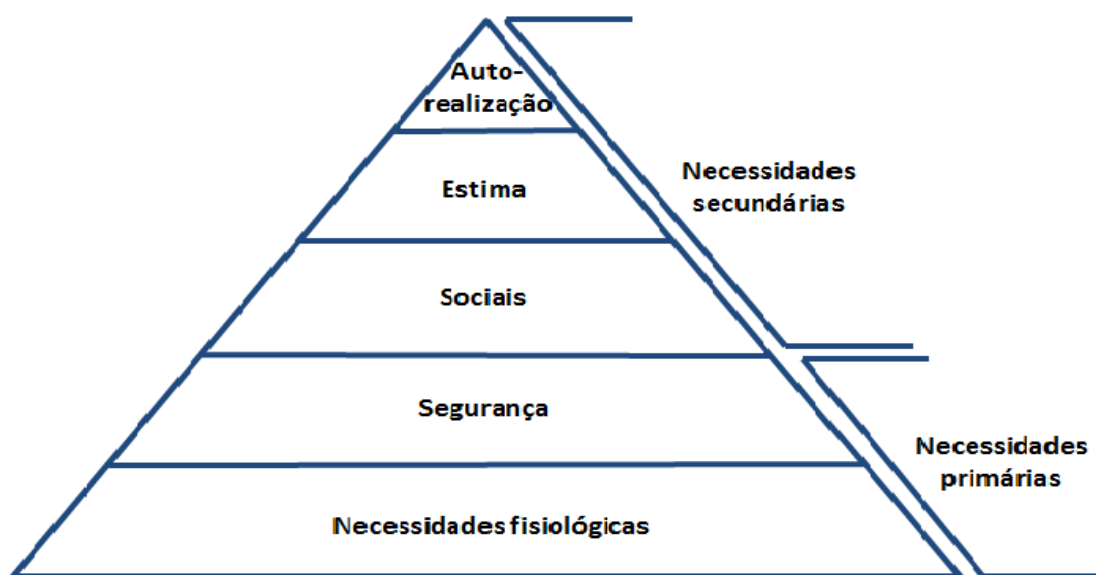 Auto-
realização
Estima
Necessidades
secundárias
Sociais
Segurança
Necessidades
primárias
Necessidades fisiológicas